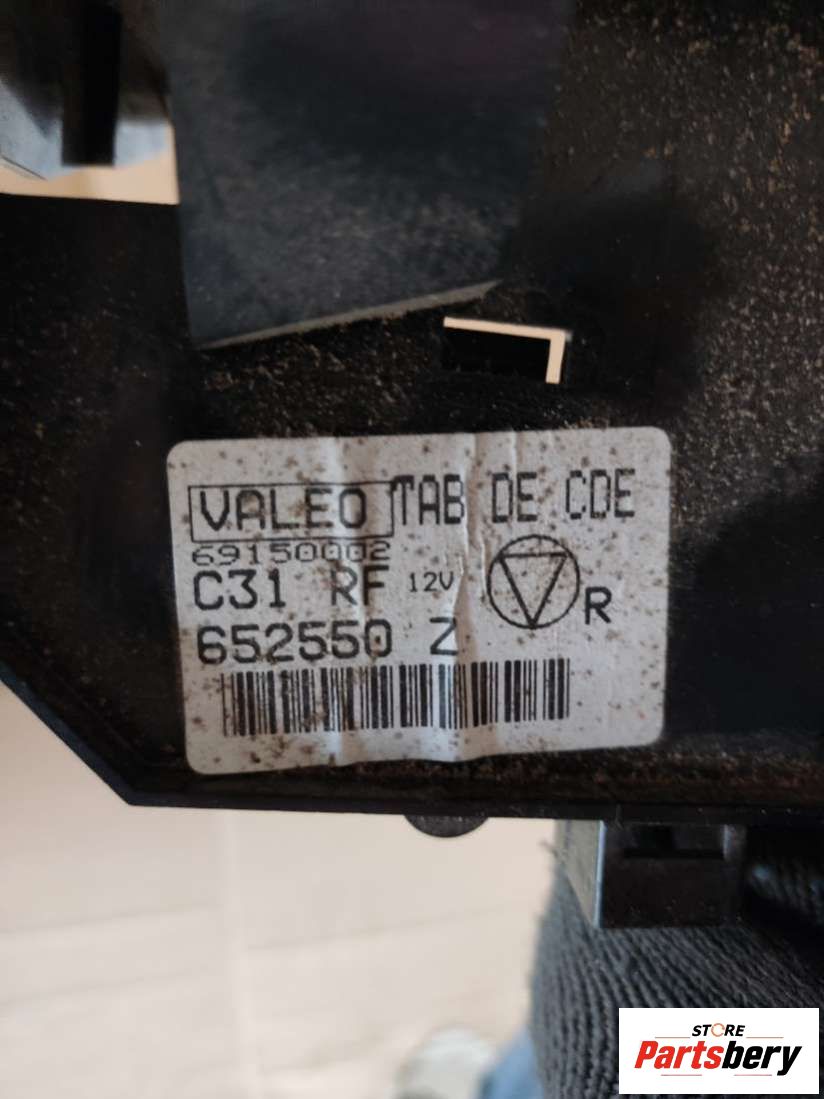 VALEO TAB DE CDE
69150002
C31 RF 12V
R
652550 Z
STORE
Partsbery